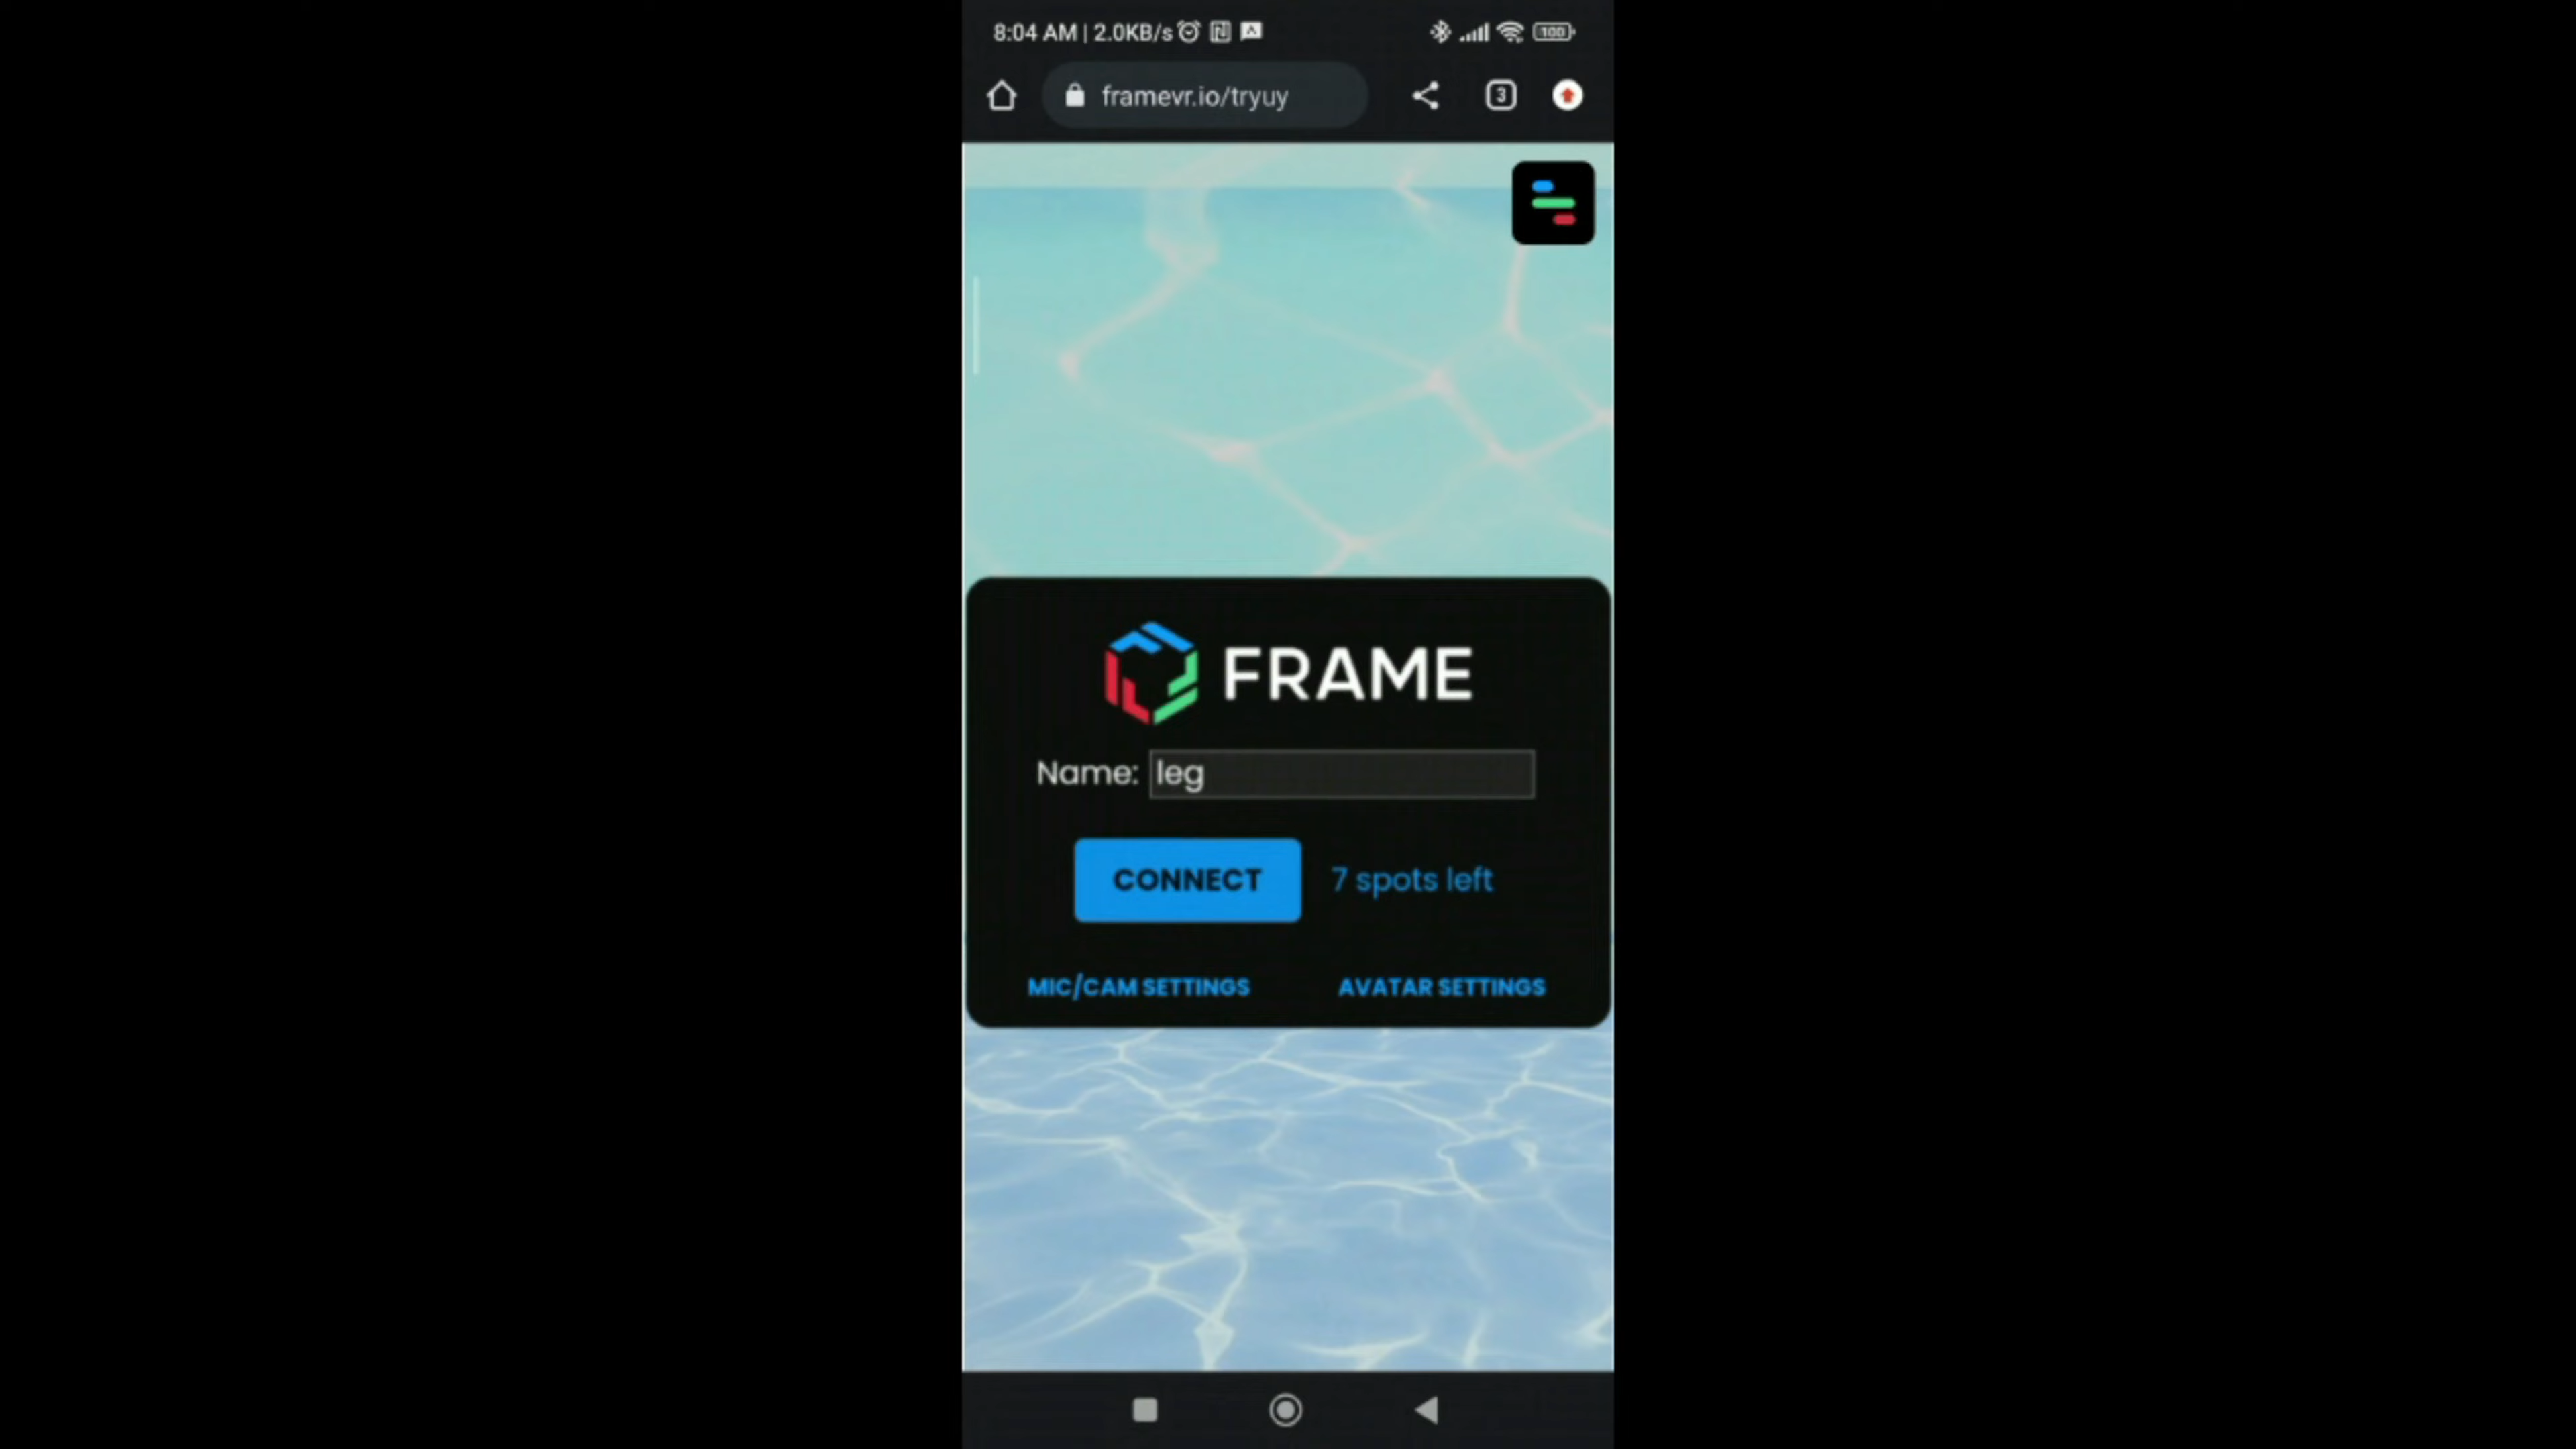 8:04 AM | 2.0KB/s
100
framevr.io/tryuy
3
FRAME
Name: leg
CONNECT
7 spots left
MIC/CAM SETTINGS
AVATAR SETTINGS